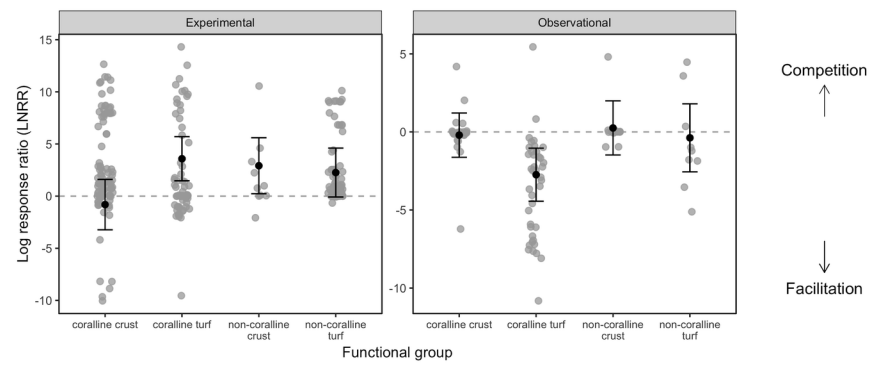 Experimental
Observational
Log response ratio (LNRR)
15
10
5
0
-5
-10
5
0
-5
-10
coralline crust
coralline turf
non-coralline
crust
non-coralline
turf
coralline crust
coralline turf
non-coralline
crust
non-coralline
turf
Functional group
Competition
Facilitation